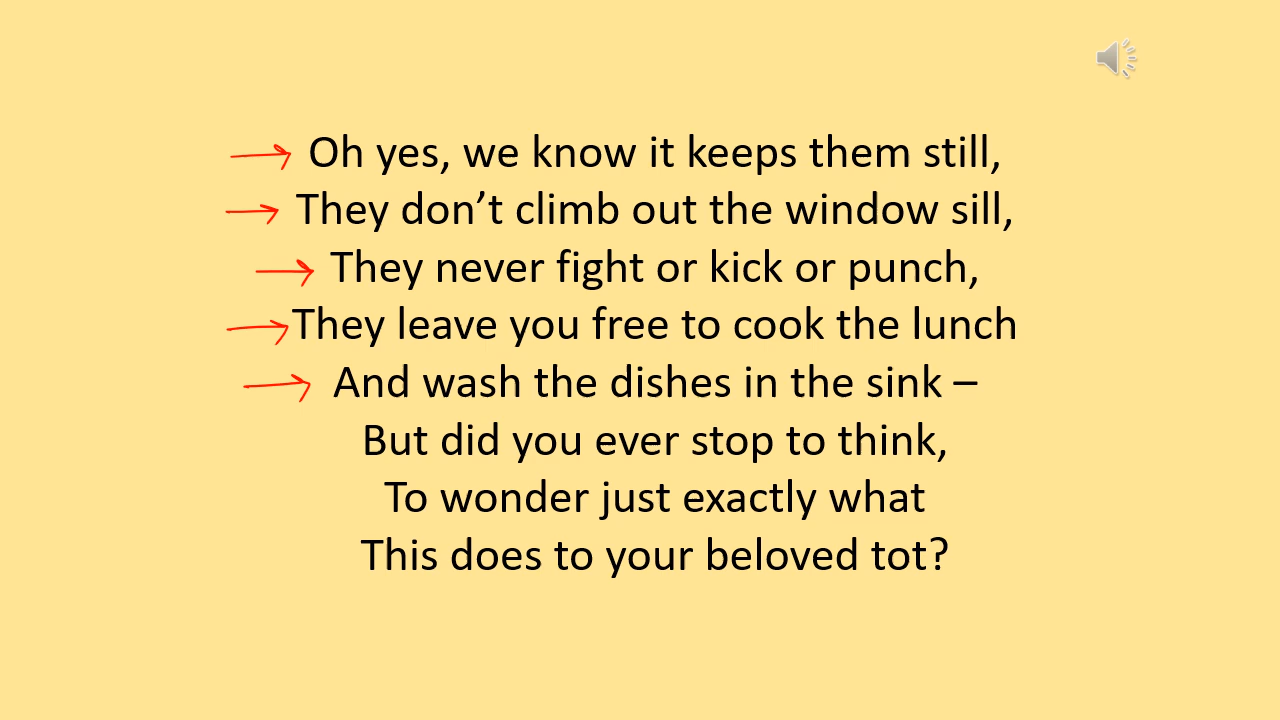 Oh yes, we know it keeps them still,
They don’t climb out the window sill,
They never fight or kick or punch,
They leave you free to cook the lunch
And wash the dishes in the sink –
But did you ever stop to think,
To wonder just exactly what
This does to your beloved tot?